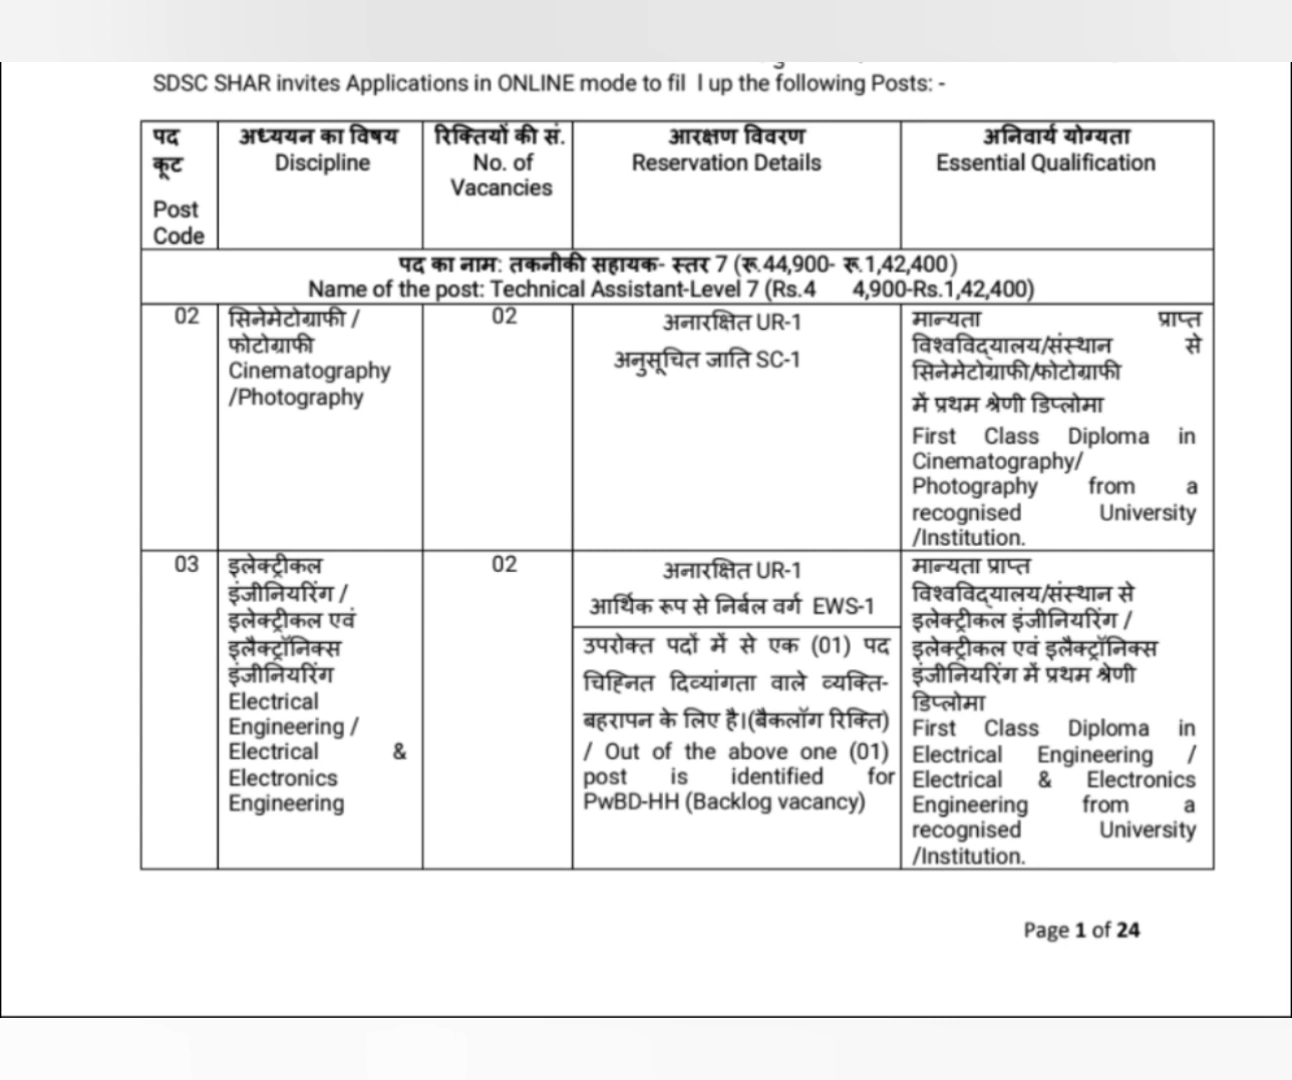 SDSC SHAR invites Applications in ONLINE mode to fil l up the following Posts: -
पद
कूट
Post
Code
अध्ययन का विषय
Discipline
रिक्तियों की सं.
No. of
Vacancies
आरक्षण विवरण
Reservation Details
अनिवार्य योग्यता
Essential Qualification
पद का नाम: तकनीकी सहायक- स्तर 7 (रू.44,900- रू.1,42,400)
Name of the post: Technical Assistant-Level 7 (Rs.4 4,900-Rs.1,42,400)
02
सिनेमेटोग्राफी /
फोटोग्राफी
Cinematography
/Photography
02
अनारक्षित UR-1
अनुसूचित जाति SC-1
मान्यता प्राप्त
विश्वविद्यालय/संस्थान से
सिनेमेटोग्राफी/फोटोग्राफी
में प्रथम श्रेणी डिप्लोमा
First Class Diploma in
Cinematography/
Photography from a
recognised University
/Institution.
03
इलेक्ट्रीकल
इंजीनियरिंग /
इलेक्ट्रीकल एवं
इलैक्ट्रॉनिक्स
इंजीनियरिंग
Electrical
Engineering /
Electrical &
Electronics
Engineering
02
अनारक्षित UR-1
आर्थिक रूप से निर्बल वर्ग EWS-1
उपरोक्त पदों में से एक (01) पद
चिह्नित दिव्यांगता वाले व्यक्ति-
बहरापन के लिए है।(बैकलॉग रिक्ति)
/ Out of the above one (01)
post is identified for
PwBD-HH (Backlog vacancy)
मान्यता प्राप्त
विश्वविद्यालय/संस्थान से
इलेक्ट्रीकल इंजीनियरिंग /
इलेक्ट्रीकल एवं इलैक्ट्रॉनिक्स
इंजीनियरिंग में प्रथम श्रेणी
डिप्लोमा
First Class Diploma in
Electrical Engineering /
Electrical & Electronics
Engineering from a
recognised University
/Institution.
Page 1 of 24